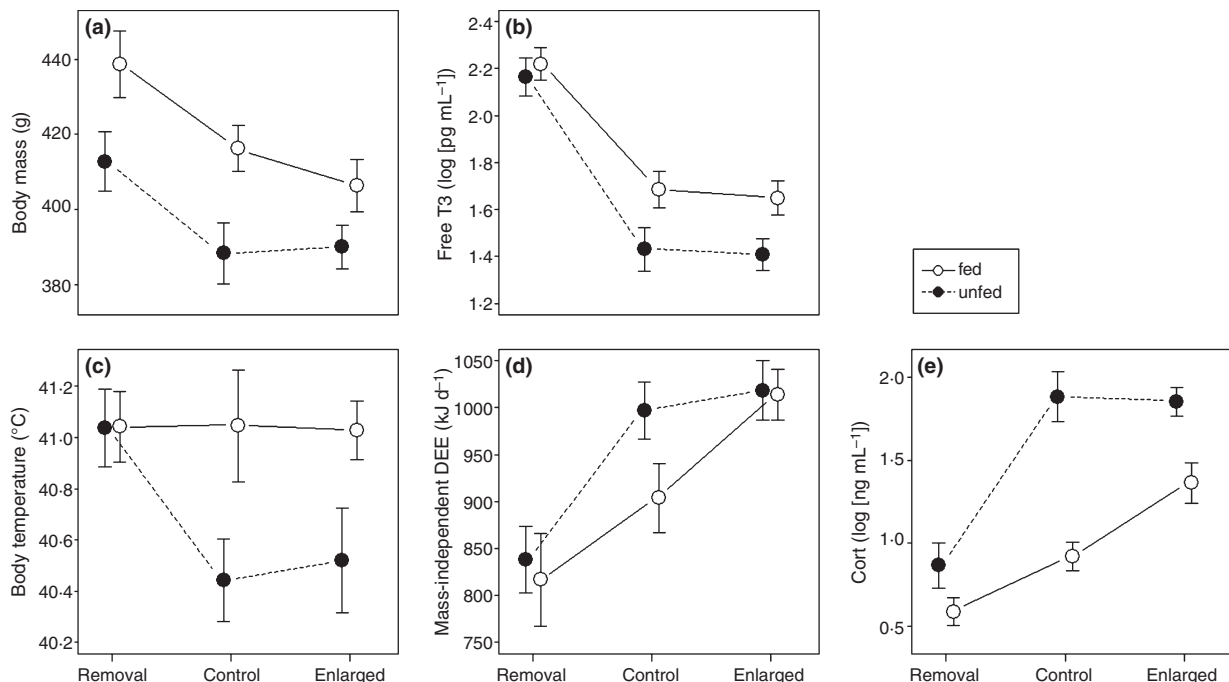 (a)
Body mass (g)
440
420
400
380
(b)
Free T3 (log [pg mL⁻¹])
2·4
2·2
2·0
1·8
1·6
1·4
1·2
fed
unfed
(c)
Body temperature (°C)
41·2
41·0
40·8
40·6
40·4
40·2
Removal Control Enlarged
(d)
Mass-independent DEE (kJ d⁻¹)
1050
1000
950
900
850
800
750
Removal Control Enlarged
(e)
Cort (log [ng mL⁻¹])
2·0
1·5
1·0
0·5
Removal Control Enlarged